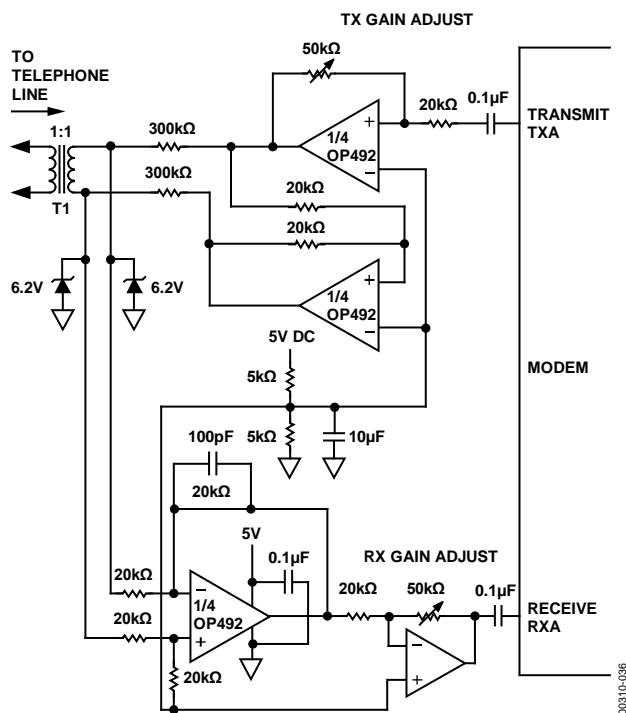 TX GAIN ADJUST
50kΩ
TO
TELEPHONE
LINE
1:1
T1
300kΩ
300kΩ
+
−
1/4
OP492
20kΩ
0.1µF
TRANSMIT
TXA
20kΩ
20kΩ
6.2V
6.2V
+
−
1/4
OP492
5V DC
5kΩ
5kΩ
10µF
MODEM
100pF
20kΩ
5V
0.1µF
20kΩ
20kΩ
−
+
1/4
OP492
20kΩ
RX GAIN ADJUST
20kΩ
50kΩ
0.1µF
−
+
RECEIVE
RXA
00310-036